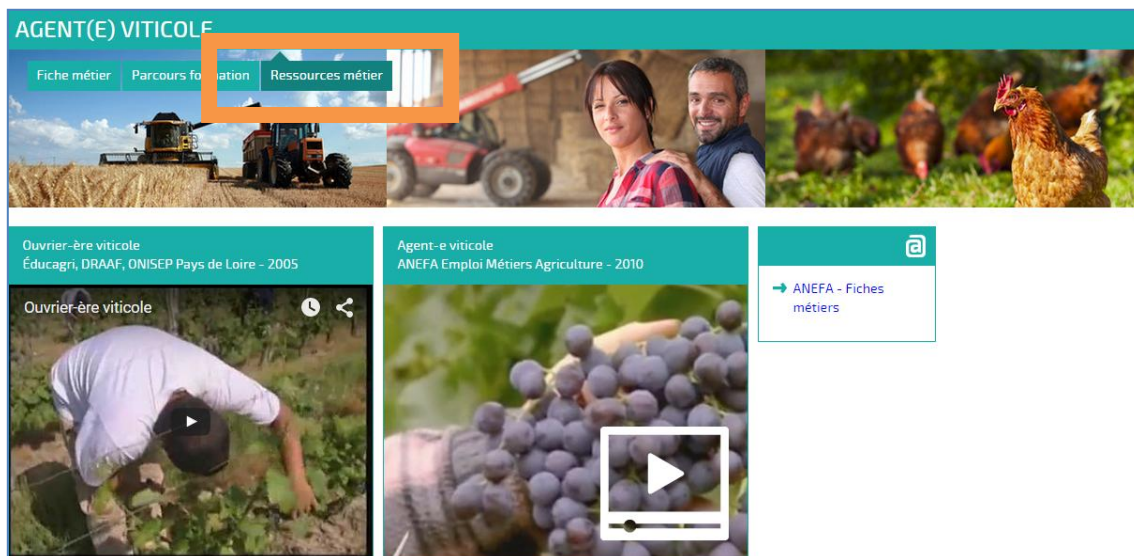 AGENT(E) VITICOLE
Fiche métier Parcours formation Ressources métier
Ouvrier-ère viticole
Éducagri, DRAAF, ONISEP Pays de Loire - 2005
Ouvrier-ère viticole
Agent-e viticole
ANEFA Emploi Métiers Agriculture - 2010
➞ ANEFA - Fiches
métiers